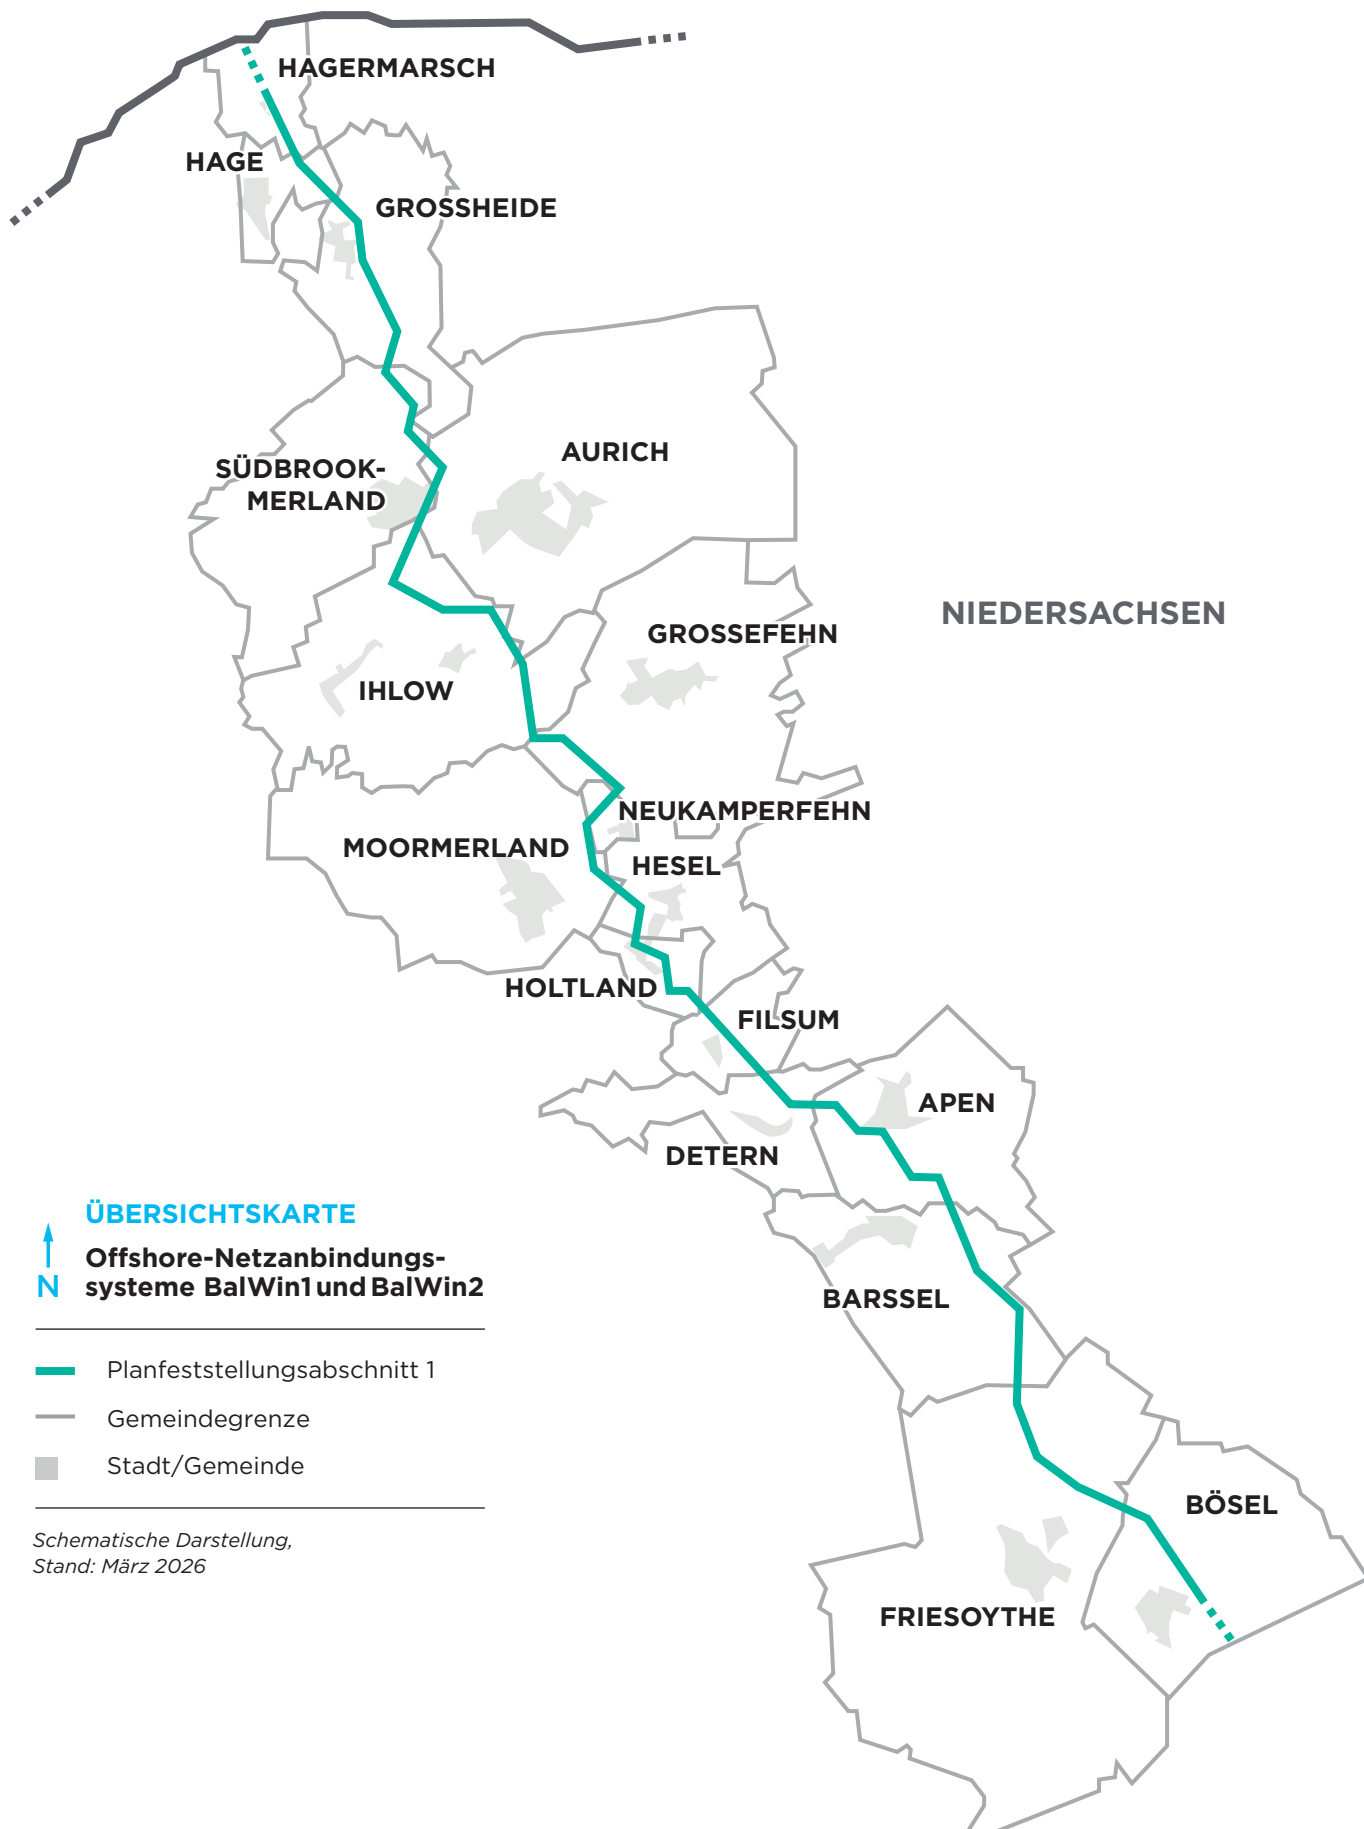 HAGERMARSCH
HAGE
GROSSHEIDE
AURICH
SÜDBROOK-
MERLAND
NIEDERSACHSEN
GROSSEFEHN
IHLOW
NEUKAMPERFEHN
MOORMERLAND
HESEL
HOLTLAND
FILSUM
APEN
DETERN
BARSSEL
BÖSEL
FRIESOYTHE
ÜBERSICHTSKARTE
N
Offshore-Netzanbindungs-
systeme BalWin1 und BalWin2
Planfeststellungsabschnitt 1
Gemeindegrenze
Stadt/Gemeinde
Schematische Darstellung,
Stand: März 2026